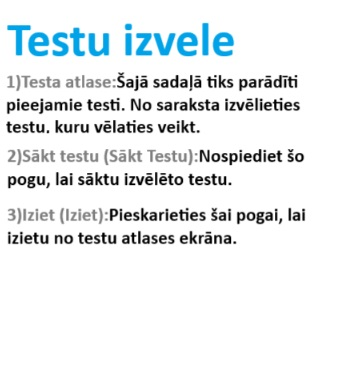 Testu izvele
1)Testa atlase:Šajā sadaļā tiks parādīti
pieejamie testi. No saraksta izvēlieties
testu. kuru vēlaties veikt.
2)Sākt testu (Sākt Testu):Nospiediet šo
pogu, lai sāktu izvēlēto testu.
3)Iziet (Iziet):Pieskarieties šai pogai, lai
izietu no testu atlases ekrāna.